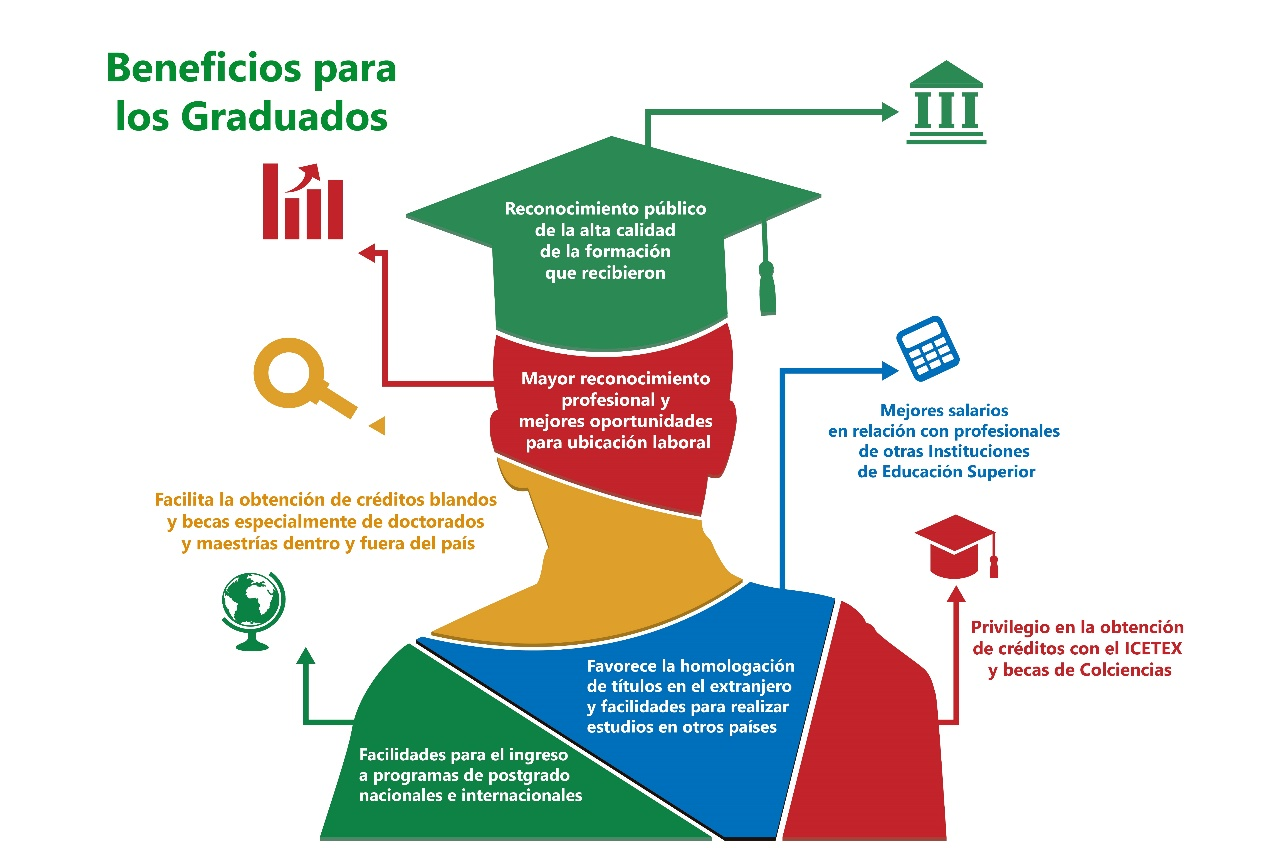 Beneficios para
los Graduados
Reconocimiento público
de la alta calidad
de la formación
que recibieron
Mayor reconocimiento
profesional y
mejores oportunidades
para ubicación laboral
Mejores salarios
en relación con profesionales
de otras Instituciones
de Educación Superior
Facilita la obtención de créditos blandos
y becas especialmente de doctorados
y maestrías dentro y fuera del país
Privilegio en la obtención
de créditos con el ICETEX
y becas de Colciencias
Favorece la homologación
de títulos en el extranjero
y facilidades para realizar
estudios en otros países
Facilidades para el ingreso
a programas de postgrado
nacionales e internacionales